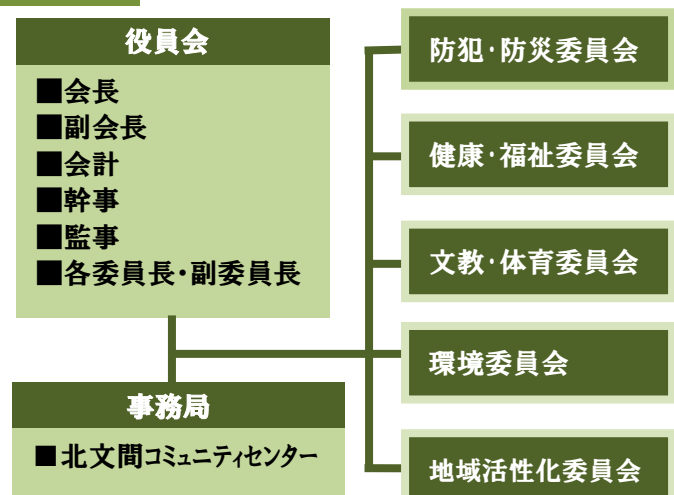 役員会
■会長
■副会長
■会計
■幹事
■監事
■各委員長・副委員長
事務局
■北文間コミュニティセンター
防犯・防災委員会
健康・福祉委員会
文教・体育委員会
環境委員会
地域活性化委員会